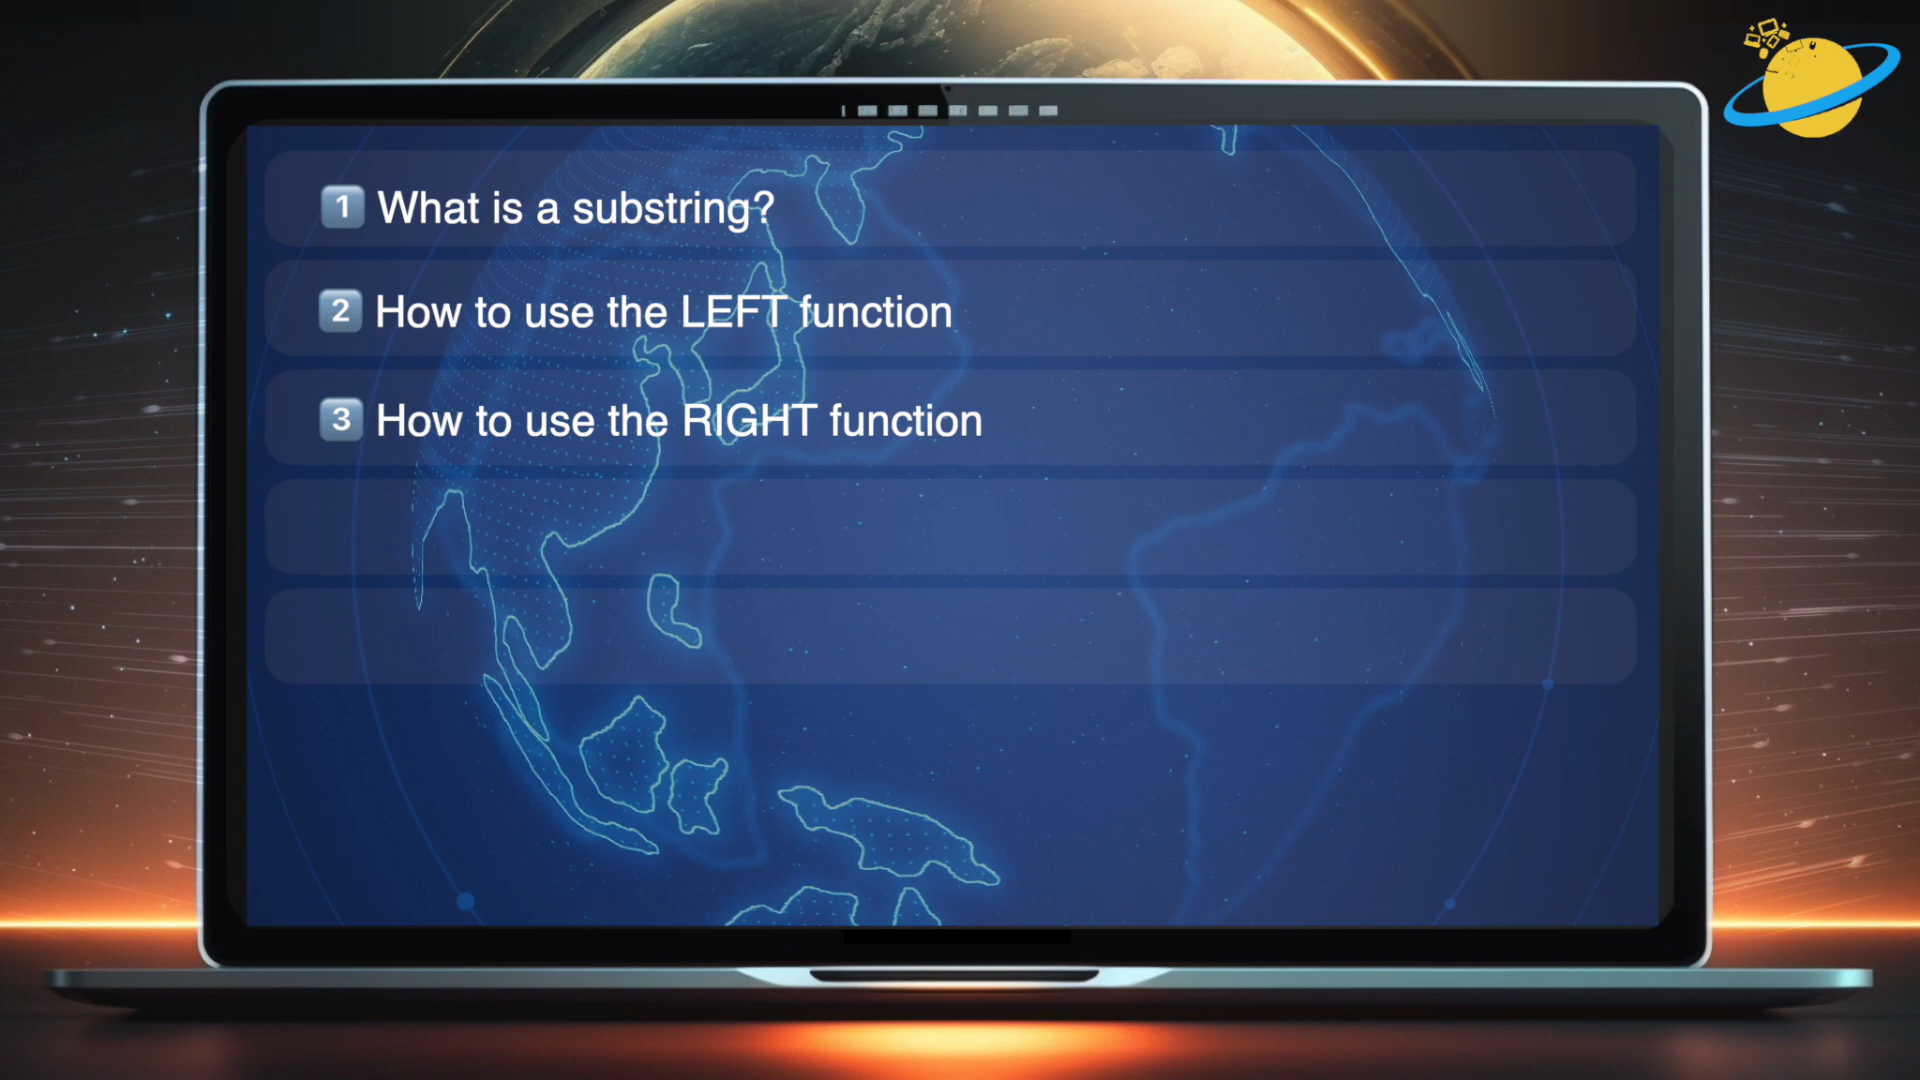 1 What is a substring?
2 How to use the LEFT function
3 How to use the RIGHT function